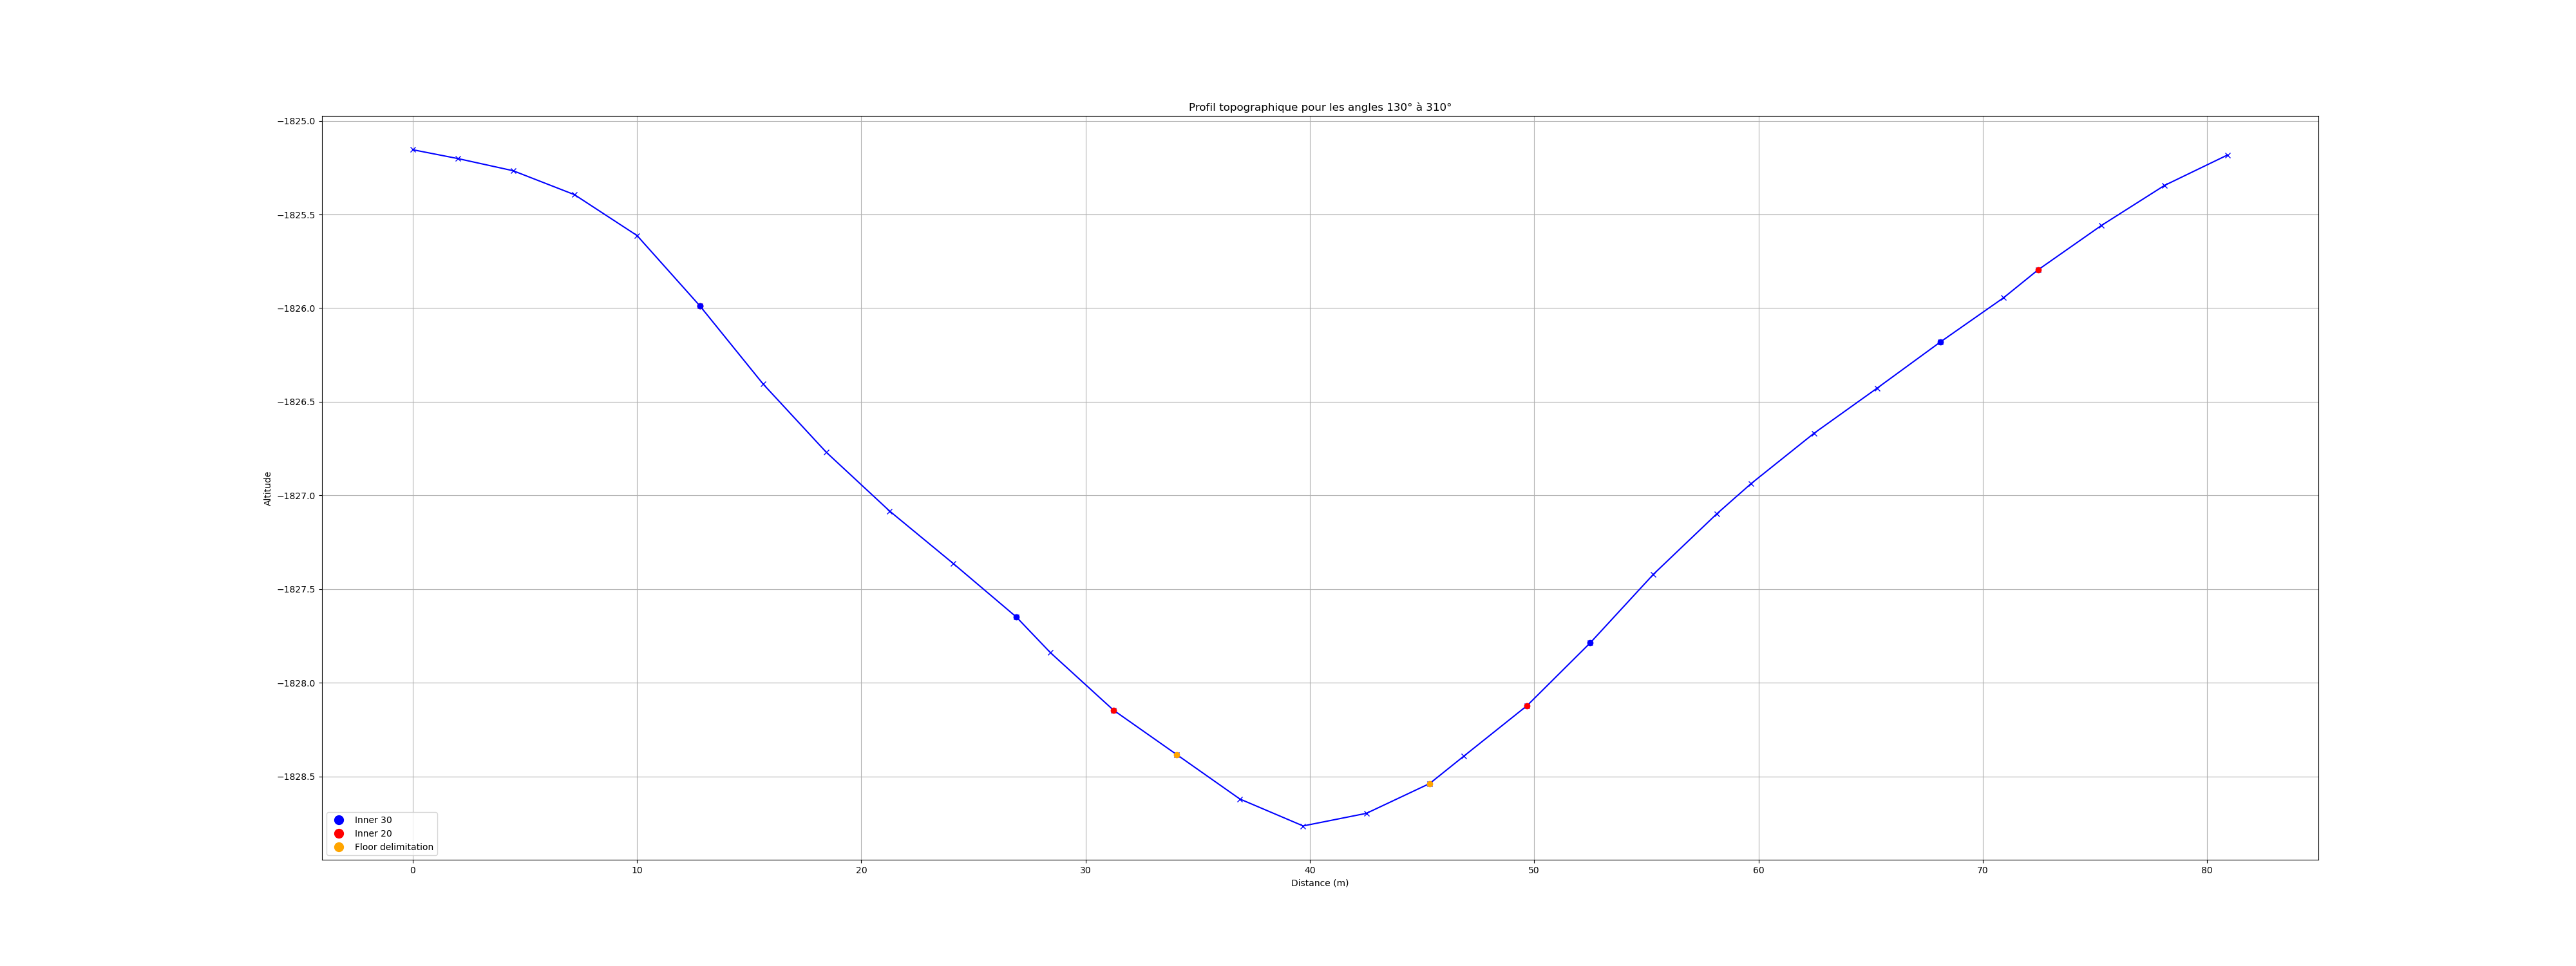 Profil topographique pour les angles 130° à 310°
−1825.0
−1825.5
−1826.0
−1826.5
−1827.0
−1827.5
−1828.0
−1828.5
Altitude
Inner 30
Inner 20
Floor delimitation
0 10 20 30 40 50 60 70 80
Distance (m)